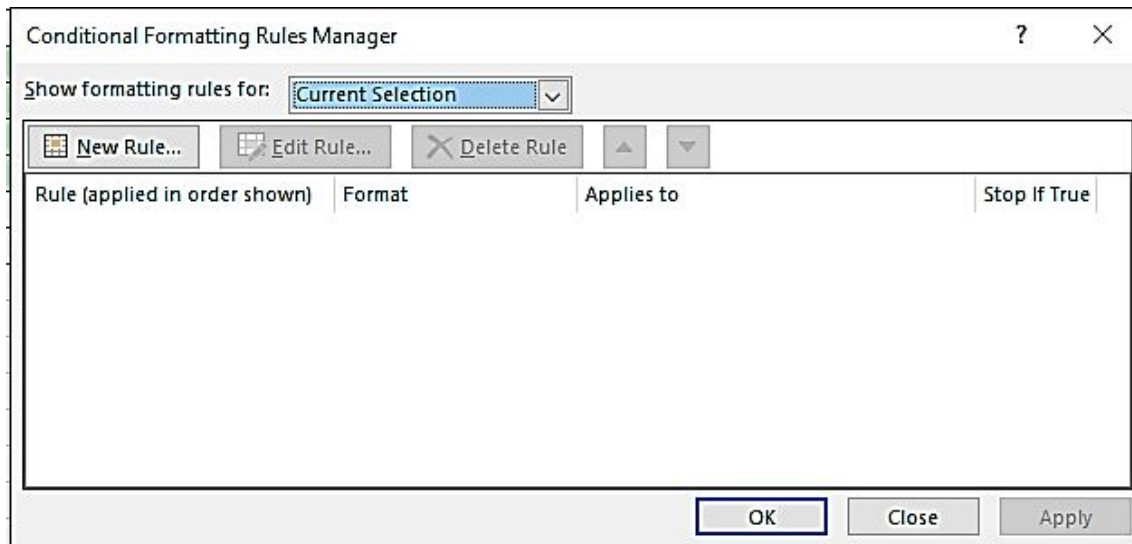 Conditional Formatting Rules Manager ?
Show formatting rules for: Current Selection
New Rule... Edit Rule... Delete Rule
Rule (applied in order shown) Format Applies to Stop If True
OK Close Apply